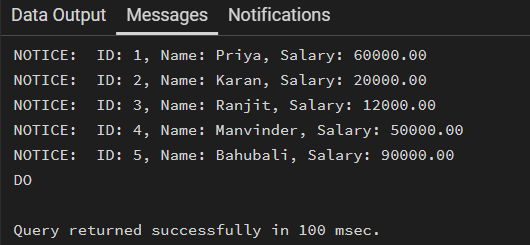 Data Output Messages Notifications
NOTICE:  ID: 1, Name: Priya, Salary: 60000.00
NOTICE:  ID: 2, Name: Karan, Salary: 20000.00
NOTICE:  ID: 3, Name: Ranjit, Salary: 12000.00
NOTICE:  ID: 4, Name: Manvinder, Salary: 50000.00
NOTICE:  ID: 5, Name: Bahubali, Salary: 90000.00
DO
Query returned successfully in 100 msec.